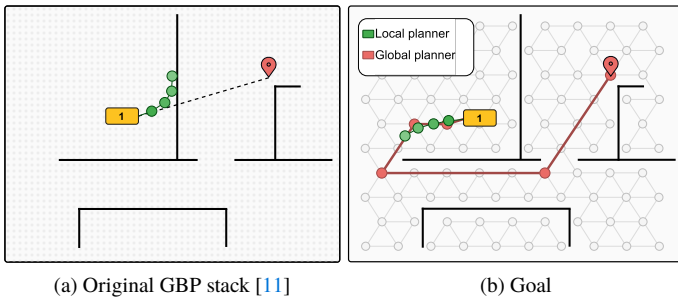 1
Local planner
Global planner
1
(a) Original GBP stack [11]
(b) Goal